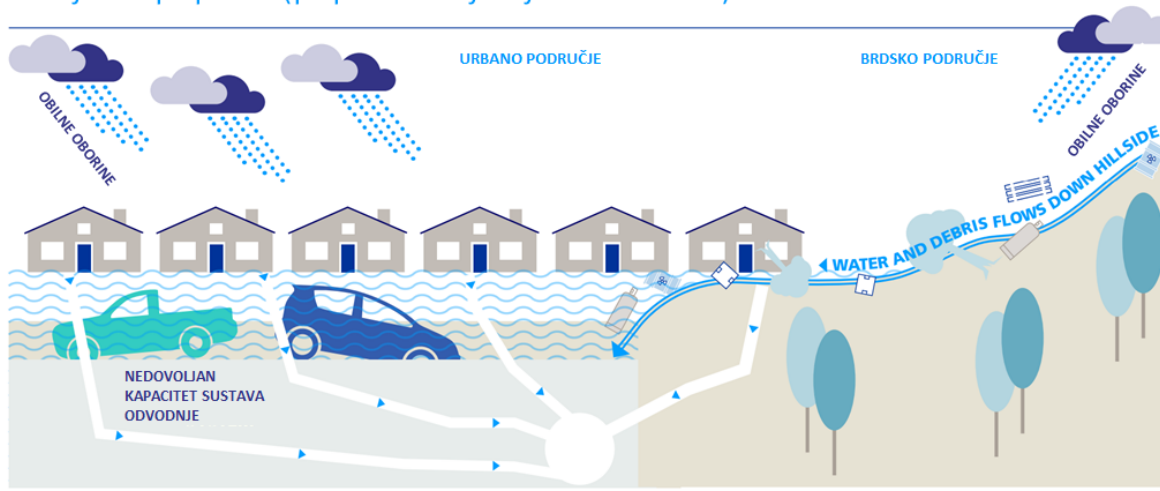 URBANO PODRUČJE
BRDSKO PODRUČJE
OBILNE OBORINE
OBILNE OBORINE
WATER AND DEBRIS FLOWS DOWN HILLSIDE
NEDOVOLJAN
KAPACITET SUSTAVA
ODVODNJE